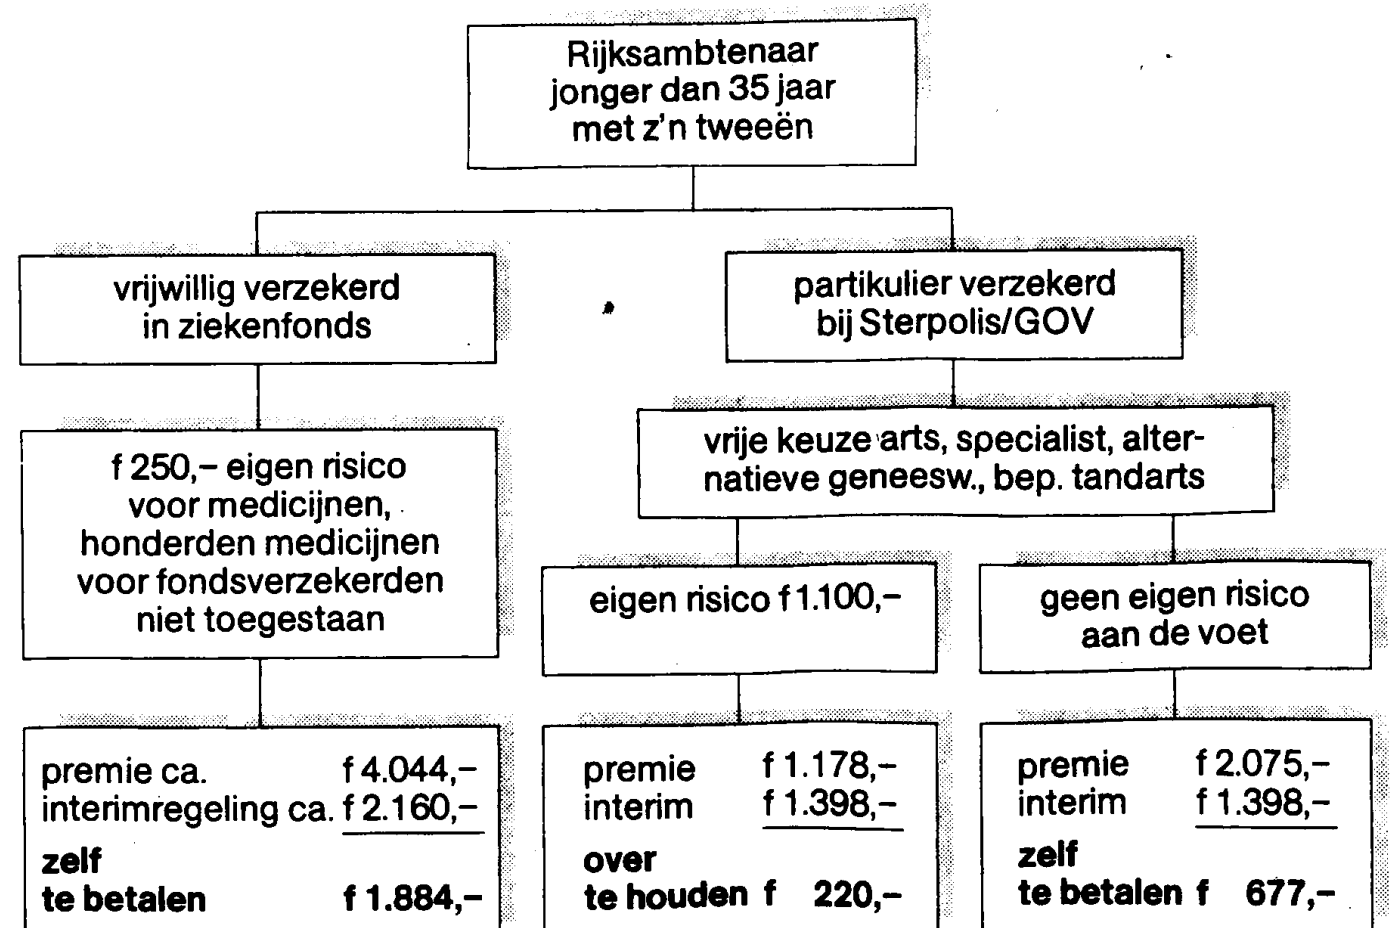 Rijksambtenaar
jonger dan 35 jaar
met z'n tweeën
vrijwillig verzekerd
in ziekenfonds
partikulier verzekerd
bij Sterpolis/GOV
f 250,– eigen risico
voor medicijnen,
honderden medicijnen
voor fondsverzekerden
niet toegestaan
vrije keuze arts, specialist, alter-
natieve geneesw., bep. tandarts
eigen risico f 1.100,–
geen eigen risico
aan de voet
premie ca. f 4.044,–
interimregeling ca. f 2.160,–
zelf
te betalen f 1.884,–
premie f 1.178,–
interim f 1.398,–
over
te houden f 220,–
premie f 2.075,–
interim f 1.398,–
zelf
te betalen f 677,–